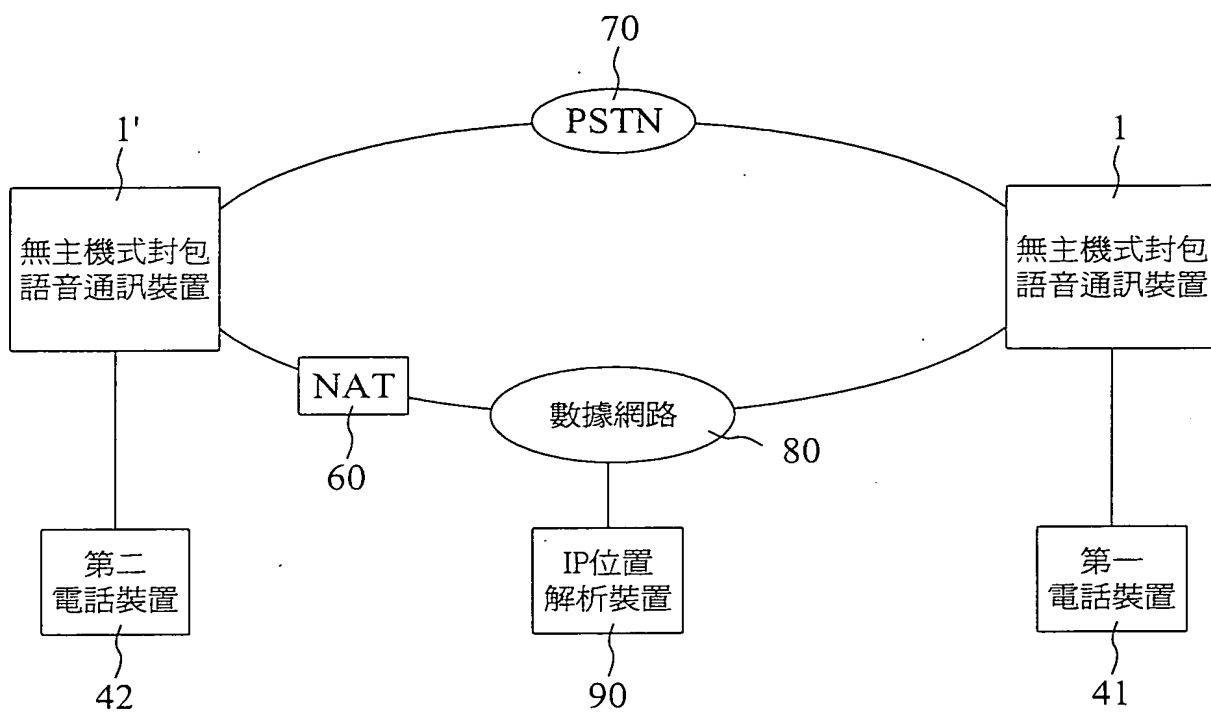 70
PSTN
1'
1
無主機式封包
語音通訊裝置
無主機式封包
語音通訊裝置
NAT
60
數據網路
80
第二
電話裝置
42
IP位置
解析裝置
90
第一
電話裝置
41